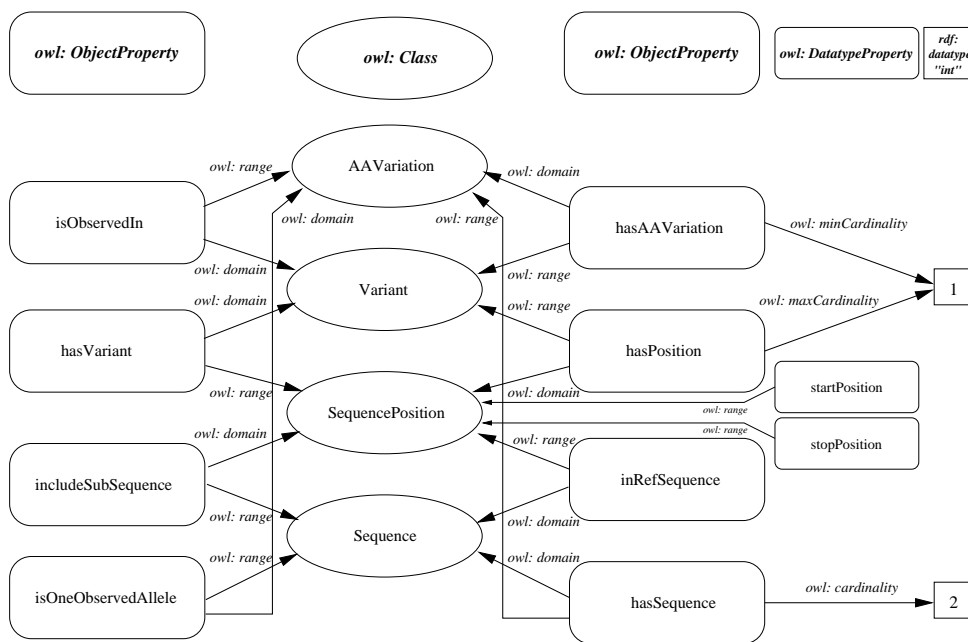 owl: ObjectProperty
owl: Class
owl: ObjectProperty
owl: DatatypeProperty
rdf:
datatype
"int"
AAVariation
owl: range
owl: domain
isObservedIn
owl: domain
owl: range
hasAAVariation
owl: minCardinality
owl: domain
owl: range
Variant
owl: domain
owl: range
1
owl: maxCardinality
hasVariant
hasPosition
owl: range
owl: domain
startPosition
SequencePosition
owl: range
owl: domain
owl: range
owl: range
stopPosition
includeSubSequence
inRefSequence
owl: range
owl: domain
Sequence
owl: range
owl: domain
isOneObservedAllele
hasSequence
owl: cardinality
2